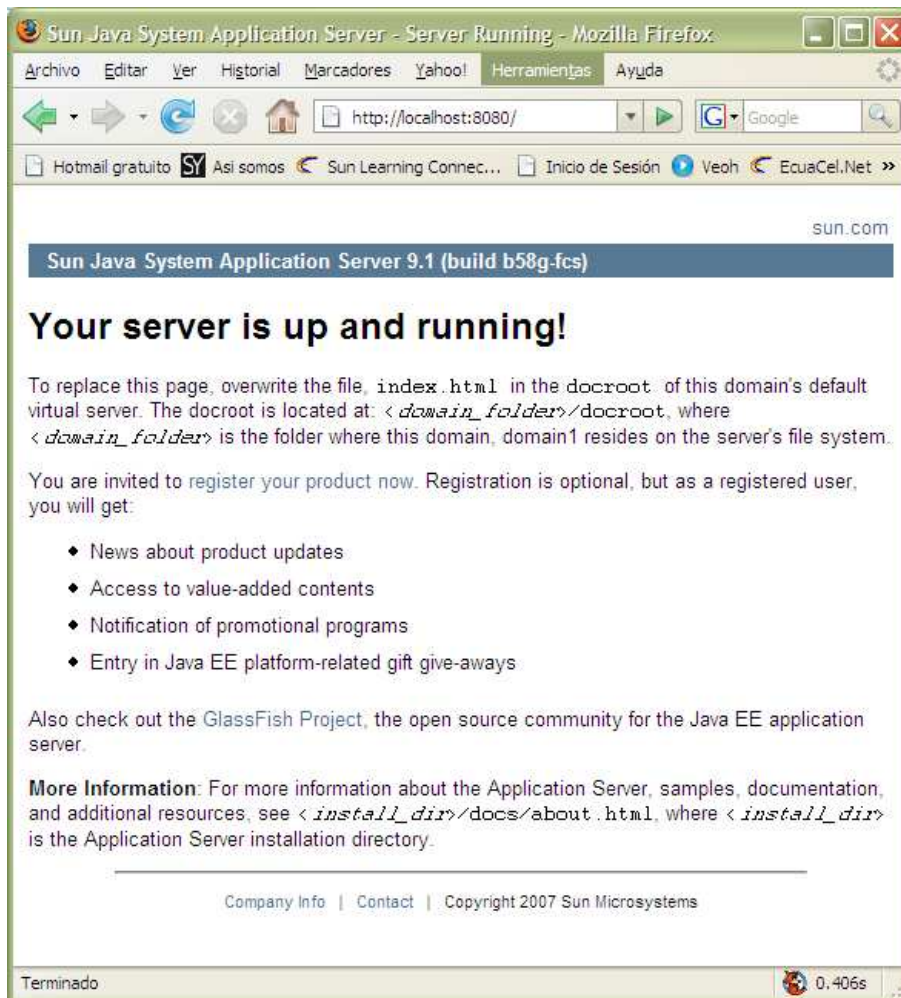 Sun Java System Application Server - Server Running - Mozilla Firefox
Archivo Editar Ver Historial Marcadores Yahoo! Herramientas Ayuda
http://localhost:8080/ G Google
Hotmail gratuito SY Asi somos Sun Learning Connec... Inicio de Sesión Veoh EcuaCel.Net »
sun.com
Sun Java System Application Server 9.1 (build b58g-fcs)
Your server is up and running!
To replace this page, overwrite the file, index.html in the docroot of this domain's default
virtual server. The docroot is located at: <domain_folder>/docroot, where
<domain_folder> is the folder where this domain, domain1 resides on the server's file system.
You are invited to register your product now. Registration is optional, but as a registered user,
you will get:
News about product updates
Access to value-added contents
Notification of promotional programs
Entry in Java EE platform-related gift give-aways
Also check out the GlassFish Project, the open source community for the Java EE application
server.
More Information: For more information about the Application Server, samples, documentation,
and additional resources, see <install_dir>/docs/about.html, where <install_dir>
is the Application Server installation directory.
Company Info | Contact | Copyright 2007 Sun Microsystems
Terminado 0.406s